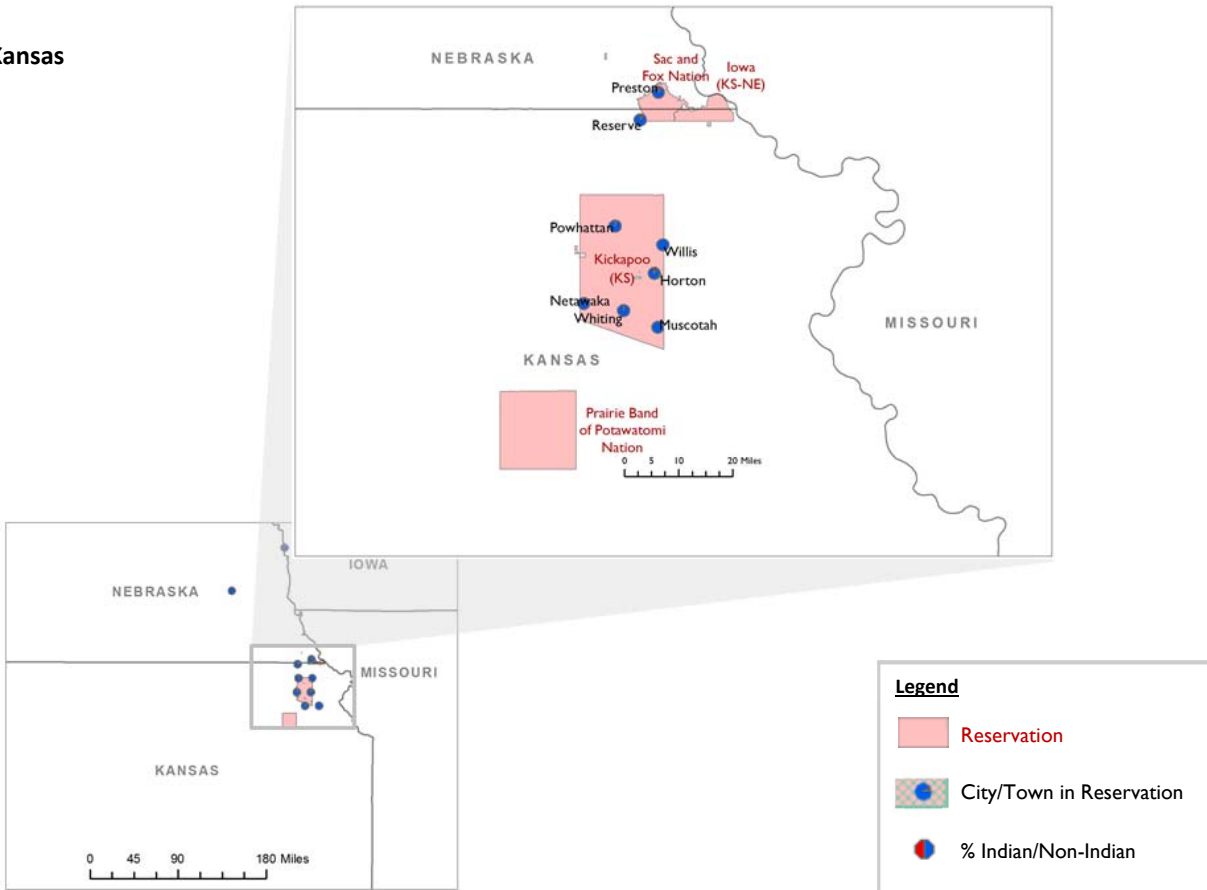 Kansas
NEBRASKA
Sac and
Fox Nation
Iowa
(KS-NE)
Preston
Reserve
Powhattan
Willis
Kickapoo
(KS)
Horton
Netawaka
Whiting
Muscotah
MISSOURI
KANSAS
Prairie Band
of Potawatomi
Nation
0 5 10 20 Miles
IOWA
NEBRASKA
MISSOURI
KANSAS
0 45 90 180 Miles
Legend
Reservation
City/Town in Reservation
% Indian/Non-Indian